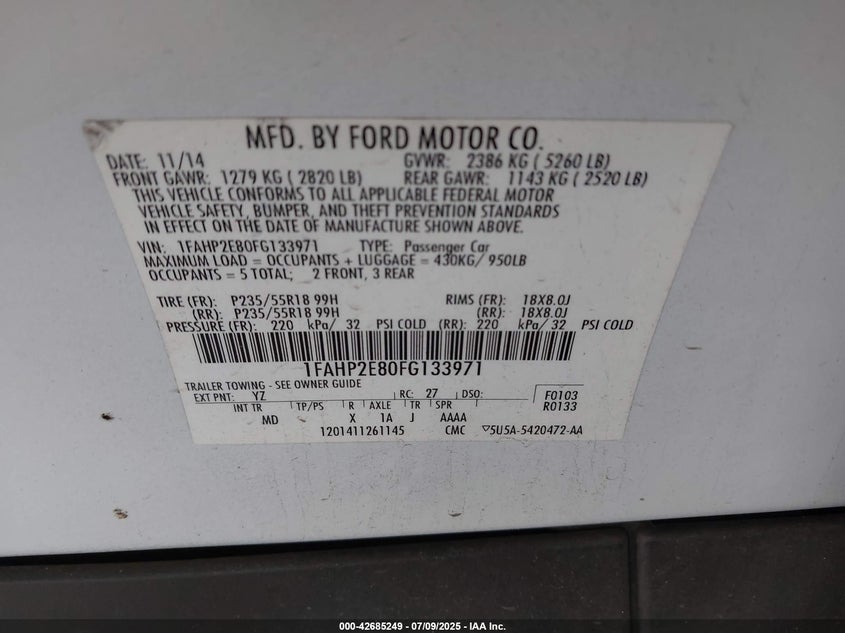 MFD. BY FORD MOTOR CO.
DATE: 11/14 GVWR: 2386 KG ( 5260 LB)
FRONT GAWR: 1279 KG ( 2820 LB) REAR GAWR: 1143 KG ( 2520 LB)
THIS VEHICLE CONFORMS TO ALL APPLICABLE FEDERAL MOTOR
VEHICLE SAFETY, BUMPER, AND THEFT PREVENTION STANDARDS
IN EFFECT ON THE DATE OF MANUFACTURE SHOWN ABOVE.
VIN: 1FAHP2E80FG133971 TYPE: Passenger Car
MAXIMUM LOAD = OCCUPANTS + LUGGAGE = 430KG/ 950LB
OCCUPANTS = 5 TOTAL; 2 FRONT, 3 REAR
TIRE (FR): P235/55R18 99H RIMS (FR): 18X8.0J
(RR): P235/55R18 99H (RR): 18X8.0J
PRESSURE (FR): 220 kPa/ 32 PSI COLD (RR): 220 kPa/ 32 PSI COLD
1FAHP2E80FG133971
TRAILER TOWING - SEE OWNER GUIDE
EXT PNT: YZ RC: 27 DSO: F0103
INT TR TP/PS R AXLE TR SPR R0133
MD X 1A J AAAA
1201411261145 CMC ▽5U5A-5420472-AA
000-42685249 - 07/09/2025 - IAA Inc.